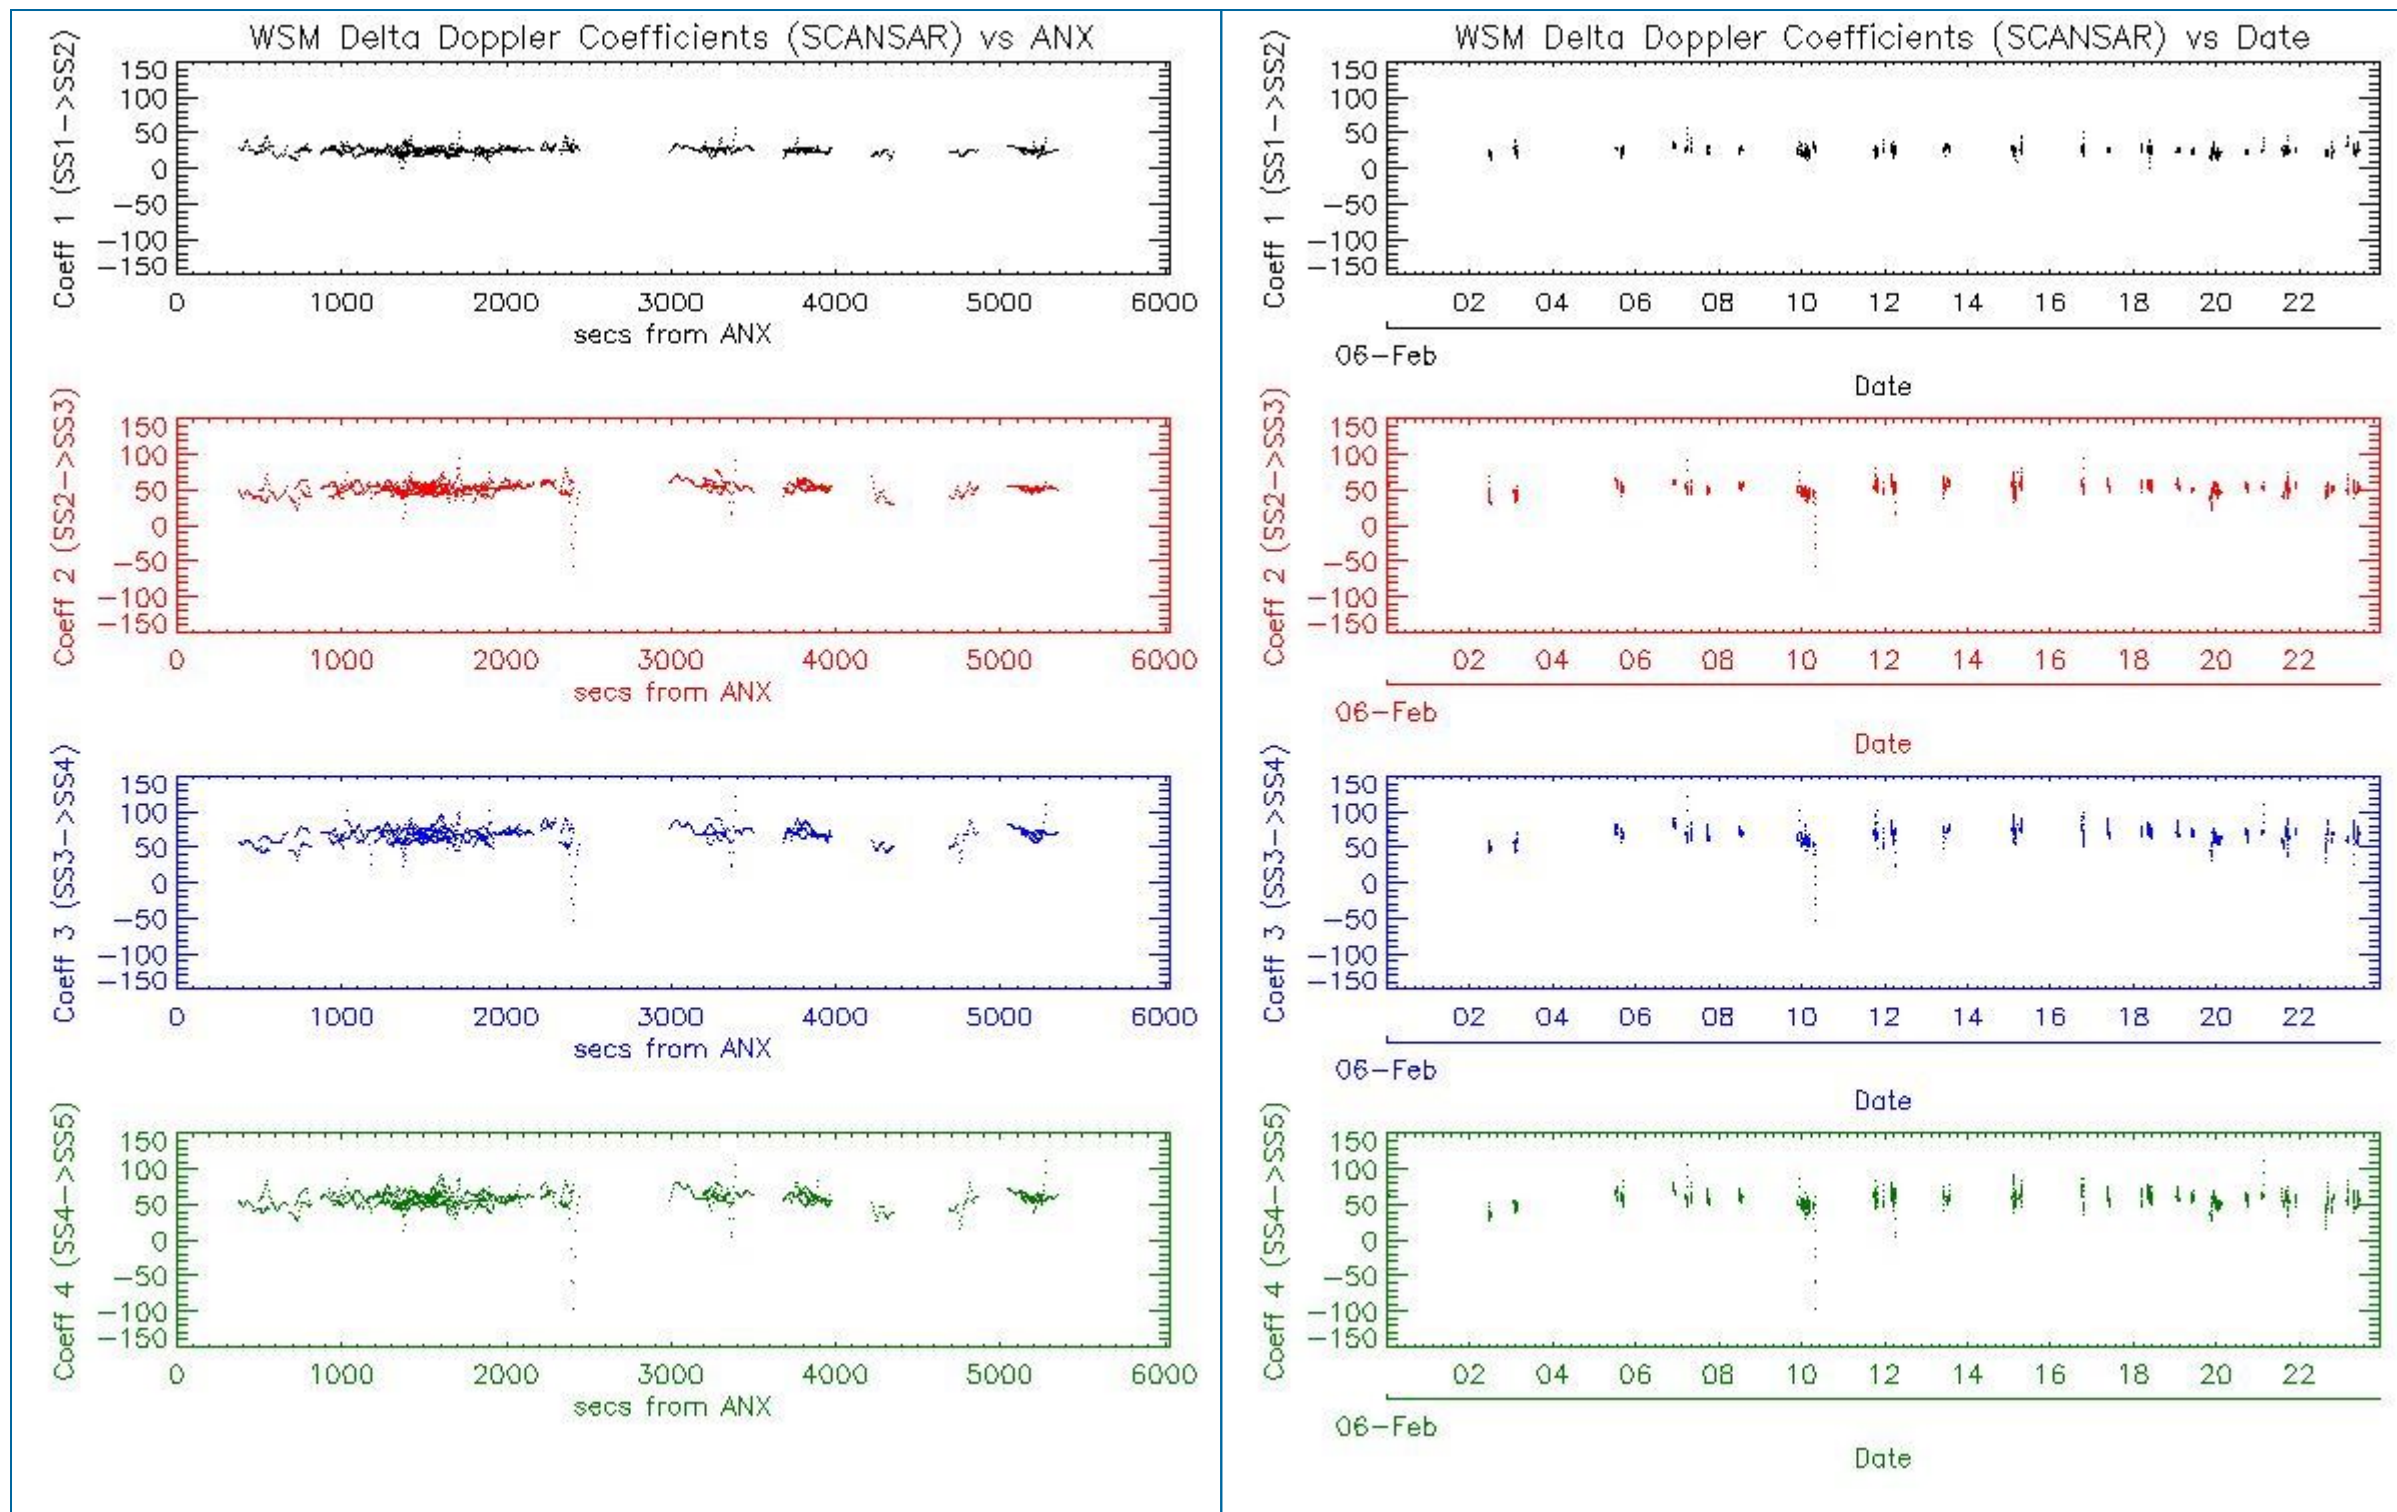 WSM Delta Doppler Coefficients (SCANSAR) vs ANX
Coeff 1 (SS1->SS2)
150
100
50
0
-50
-100
-150
0 1000 2000 3000 4000 5000 6000
secs from ANX
Coeff 2 (SS2->SS3)
150
100
50
0
-50
-100
-150
0 1000 2000 3000 4000 5000 6000
secs from ANX
Coeff 3 (SS3->SS4)
150
100
50
0
-50
-100
-150
0 1000 2000 3000 4000 5000 6000
secs from ANX
Coeff 4 (SS4->SS5)
150
100
50
0
-50
-100
-150
0 1000 2000 3000 4000 5000 6000
secs from ANX
WSM Delta Doppler Coefficients (SCANSAR) vs Date
Coeff 1 (SS1->SS2)
150
100
50
0
-50
-100
-150
02 04 06 08 10 12 14 16 18 20 22
06-Feb
Date
Coeff 2 (SS2->SS3)
150
100
50
0
-50
-100
-150
02 04 06 08 10 12 14 16 18 20 22
06-Feb
Date
Coeff 3 (SS3->SS4)
150
100
50
0
-50
-100
-150
02 04 06 08 10 12 14 16 18 20 22
06-Feb
Date
Coeff 4 (SS4->SS5)
150
100
50
0
-50
-100
-150
02 04 06 08 10 12 14 16 18 20 22
06-Feb
Date